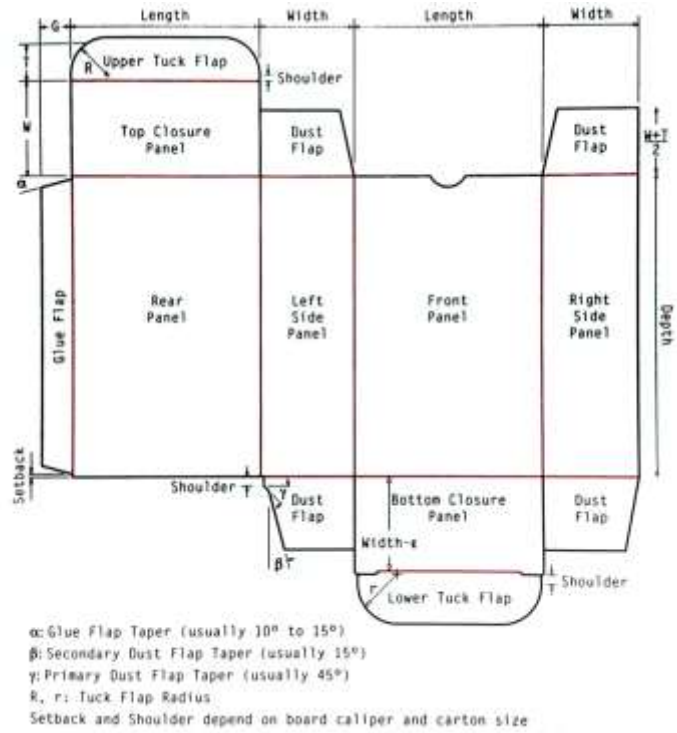 G
Length
Width
Length
Width
T
R
Upper Tuck Flap
Shoulder
W
Top Closure
Panel
Dust
Flap
Dust
Flap
W+T
2
α
Glue Flap
Rear
Panel
Left
Side
Panel
Front
Panel
Right
Side
Panel
Depth
Setback
Shoulder
γ
Dust
Flap
Bottom Closure
Panel
Dust
Flap
Width-ε
β
r
Shoulder
Lower Tuck Flap
α: Glue Flap Taper (usually 10° to 15°)
β: Secondary Dust Flap Taper (usually 15°)
γ: Primary Dust Flap Taper (usually 45°)
R, r: Tuck Flap Radius
Setback and Shoulder depend on board caliper and carton size